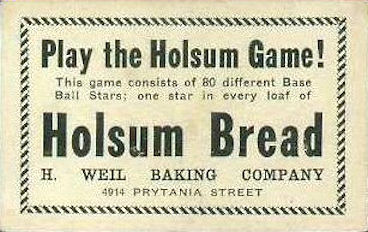 Play the Holsum Game!
This game consists of 80 different Base
Ball Stars; one star in every loaf of
Holsum Bread
H. WEIL BAKING COMPANY
4914 PRYTANIA STREET